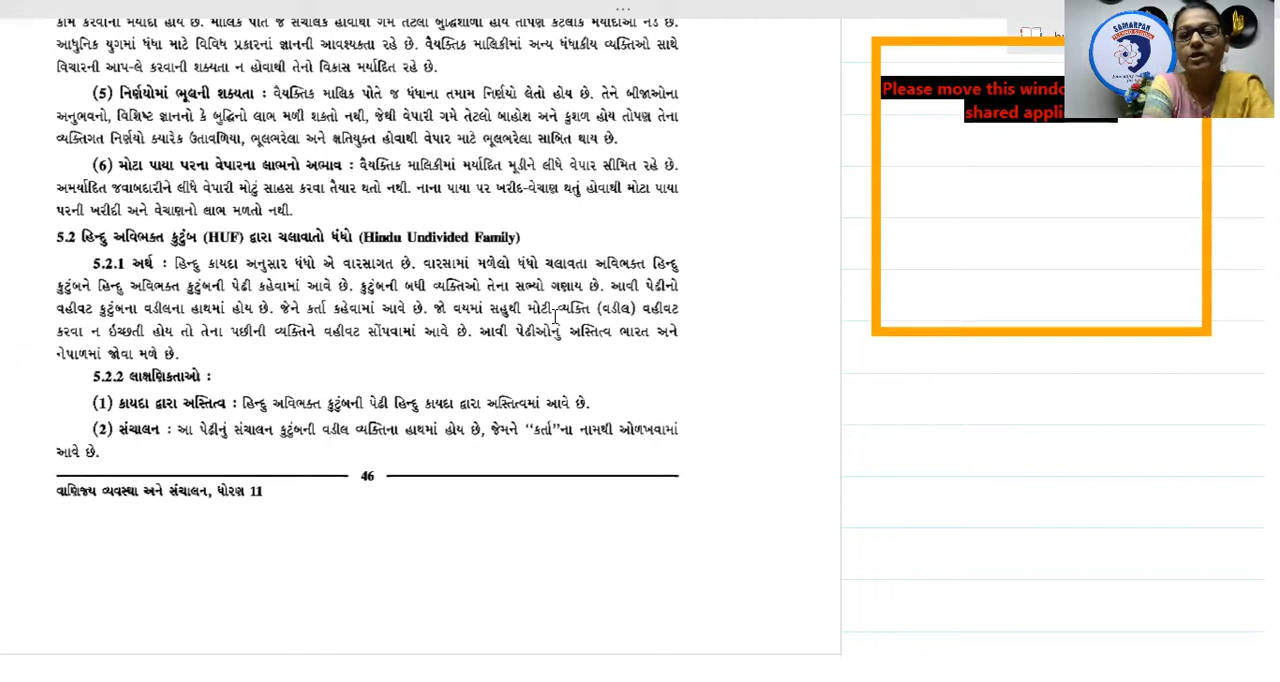 કામ કરવાની મર્યાદા હોય છે. માલિક પોતે જ સંચાલક હોવાથી ગમે તેટલો બુદ્ધિશાળી હોય તોપણ કેટલીક મર્યાદાઓ નડે છે.
આધુનિક યુગમાં ધંધા માટે વિવિધ પ્રકારનાં જ્ઞાનની આવશ્યકતા રહે છે. વૈયક્તિક માલિકીમાં અન્ય ધંધાકીય વ્યક્તિઓ સાથે
વિચારની આપ-લે કરવાની શક્યતા ન હોવાથી તેનો વિકાસ મર્યાદિત રહે છે.
(5) નિર્ણયોમાં ભૂલની શક્યતા : વૈયક્તિક માલિક પોતે જ ધંધાના તમામ નિર્ણયો લેતો હોય છે. તેને બીજાઓના
અનુભવનો, વિશિષ્ટ જ્ઞાનનો કે બુદ્ધિનો લાભ મળી શકતો નથી, જેથી વેપારી ગમે તેટલો બાહોશ અને કુશળ હોય તોપણ તેના
વ્યક્તિગત નિર્ણયો ક્યારેક ઉતાવળિયા, ભૂલભરેલા અને ક્ષતિયુક્ત હોવાથી વેપાર માટે ભૂલભરેલા સાબિત થાય છે.
(6) મોટા પાયા પરના વેપારના લાભનો અભાવ : વૈયક્તિક માલિકીમાં મર્યાદિત મૂડીને લીધે વેપાર સીમિત રહે છે.
અમર્યાદિત જવાબદારીને લીધે વેપારી મોટું સાહસ કરવા તૈયાર થતો નથી. નાના પાયા પર ખરીદ-વેચાણ થતું હોવાથી મોટા પાયા
પરની ખરીદી અને વેચાણનો લાભ મળતો નથી.
5.2 હિન્દુ અવિભક્ત કુટુંબ (HUF) દ્વારા ચલાવાતો ધંધો (Hindu Undivided Family)
5.2.1 અર્થ : હિન્દુ કાયદા અનુસાર ધંધો એ વારસાગત છે. વારસામાં મળેલો ધંધો ચલાવતા અવિભક્ત હિન્દુ
કુટુંબને હિન્દુ અવિભક્ત કુટુંબની પેઢી કહેવામાં આવે છે. કુટુંબની બધી વ્યક્તિઓ તેના સભ્યો ગણાય છે. આવી પેઢીનો
વહીવટ કુટુંબના વડીલના હાથમાં હોય છે. જેને કર્તા કહેવામાં આવે છે. જો વયમાં સહુથી મોટી વ્યક્તિ (વડીલ) વહીવટ
કરવા ન ઇચ્છતી હોય તો તેના પછીની વ્યક્તિને વહીવટ સોંપવામાં આવે છે. આવી પેઢીઓનું અસ્તિત્વ ભારત અને
નેપાળમાં જોવા મળે છે.
5.2.2 લાક્ષણિકતાઓ :
(1) કાયદા દ્વારા અસ્તિત્વ : હિન્દુ અવિભક્ત કુટુંબની પેઢી હિન્દુ કાયદા દ્વારા અસ્તિત્વમાં આવે છે.
(2) સંચાલન : આ પેઢીનું સંચાલન કુટુંબની વડીલ વ્યક્તિના હાથમાં હોય છે, જેમને “કર્તા”ના નામથી ઓળખવામાં
આવે છે.
46
વાણિજ્ય વ્યવસ્થા અને સંચાલન, ધોરણ 11
Please move this
shared
SAMARPAN